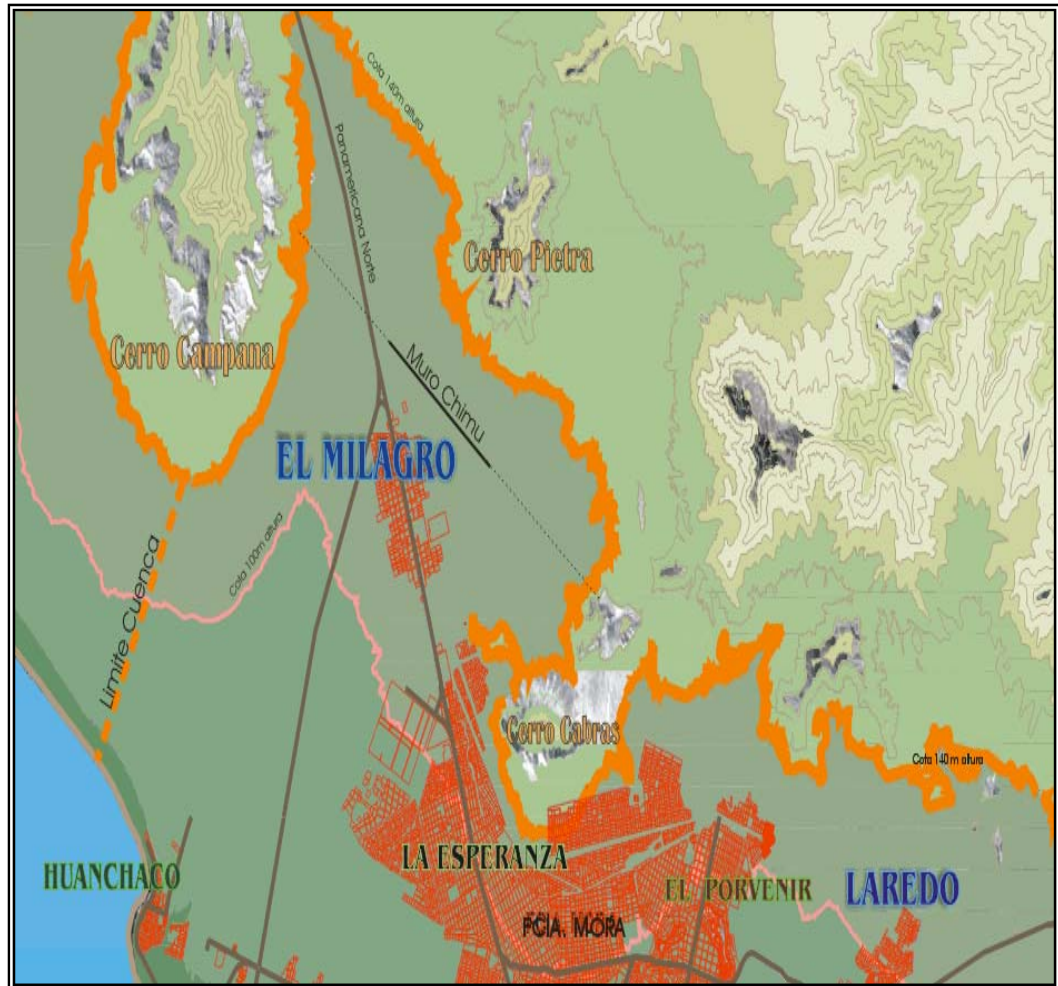 Cota 140m altura
Panamericana Norte
Cerro Pietra
Cerro Campana
Muro Chimu
EL MILAGRO
Cota 100m altura
Limite Cuenca
Cerro Cabras
Cota 140 m altura
LA ESPERANZA
HUANCHACO
EL PORVENIR
LAREDO
FCIA. MORA